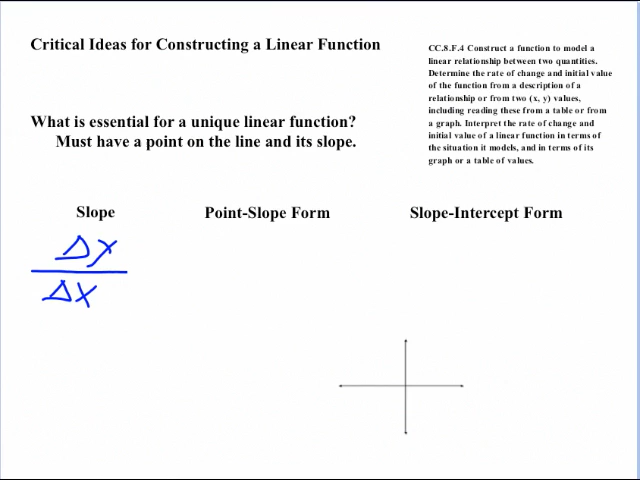 Critical Ideas for Constructing a Linear Function
CC.8.F.4 Construct a function to model a
linear relationship between two quantities.
Determine the rate of change and initial value
of the function from a description of a
relationship or from two (x, y) values,
including reading these from a table or from
a graph. Interpret the rate of change and
initial value of a linear function in terms of
the situation it models, and in terms of its
graph or a table of values.
What is essential for a unique linear function?
Must have a point on the line and its slope.
Slope
Point-Slope Form
Slope-Intercept Form
Δy
Δx